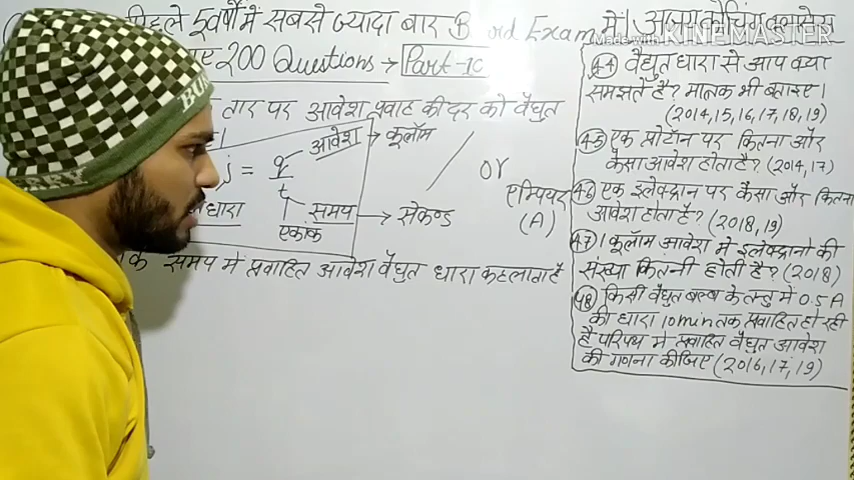 पिछले 5 वर्षों में सबसे ज्यादा बार Board Exam में अजय कोचिंग क्लासेस
Made with KINEMASTER
200 Questions → Part-10
तार पर आवेश प्रवाह की दर को वैधुत
= q/t
आवेश → कूलॉम
धारा
समय → सेकण्ड
एकांक
or
एम्पियर
(A)
समय में प्रवाहित आवेश वैधुत धारा कहलाता है
44 वैधुत धारा से आप क्या
समझते है? मात्रक भी बताइए।
(2014,15,16,17,18,19)
45 एक प्रोटॉन पर कितना और
कैसा आवेश होता है? (2014,17)
46 एक इलेक्ट्रान पर कैसा और कितना
आवेश होता है? (2018,19)
47 1 कूलॉम आवेश में इलेक्ट्रानो की
संख्या कितनी होती है? (2018)
48 किसी वैधुत बल्ब के तन्तु में 0.5 A
की धारा 10 min तक प्रवाहित हो रही
है परिपथ में प्रवाहित वैधुत आवेश
की गणना कीजिए (2016,17,19)
BULB